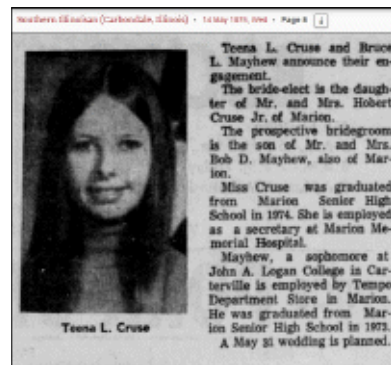 Southern Illinoisan (Carbondale, Illinois) • 14 May 1975, Wed • Page 8
Teena L. Cruse and Bruce
L. Mayhew announce their en-
gagement.
The bride-elect is the daugh-
ter of Mr. and Mrs. Hobert
Cruse Jr. of Marion.
The prospective bridegroom
is the son of Mr. and Mrs.
Bob D. Mayhew, also of Mar-
ion.
Miss Cruse was graduated
from Marion Senior High
School in 1974. She is employed
as a secretary at Marion Me-
morial Hospital.
Mayhew, a sophomore at
John A. Logan College in Car-
terville is employed by Tempo
Department Store in Marion.
He was graduated from Mar-
ion Senior High School in 1973.
A May 31 wedding is planned.
Teena L. Cruse